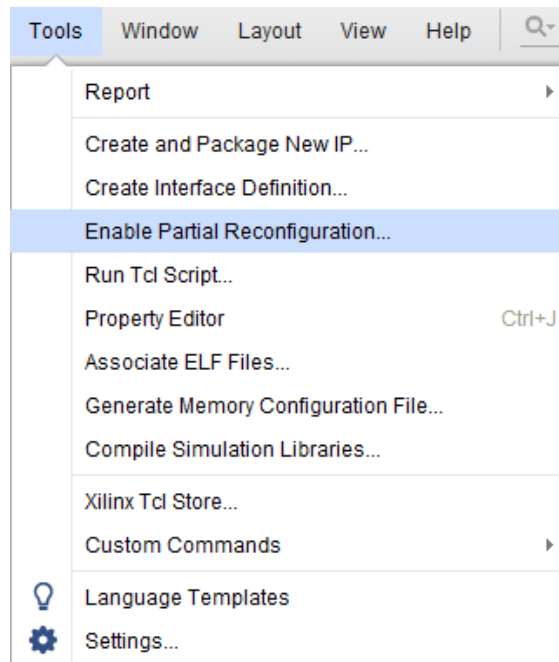 Tools Window Layout View Help
Report
Create and Package New IP...
Create Interface Definition...
Enable Partial Reconfiguration...
Run Tcl Script...
Property Editor Ctrl+J
Associate ELF Files...
Generate Memory Configuration File...
Compile Simulation Libraries...
Xilinx Tcl Store...
Custom Commands
Language Templates
Settings...